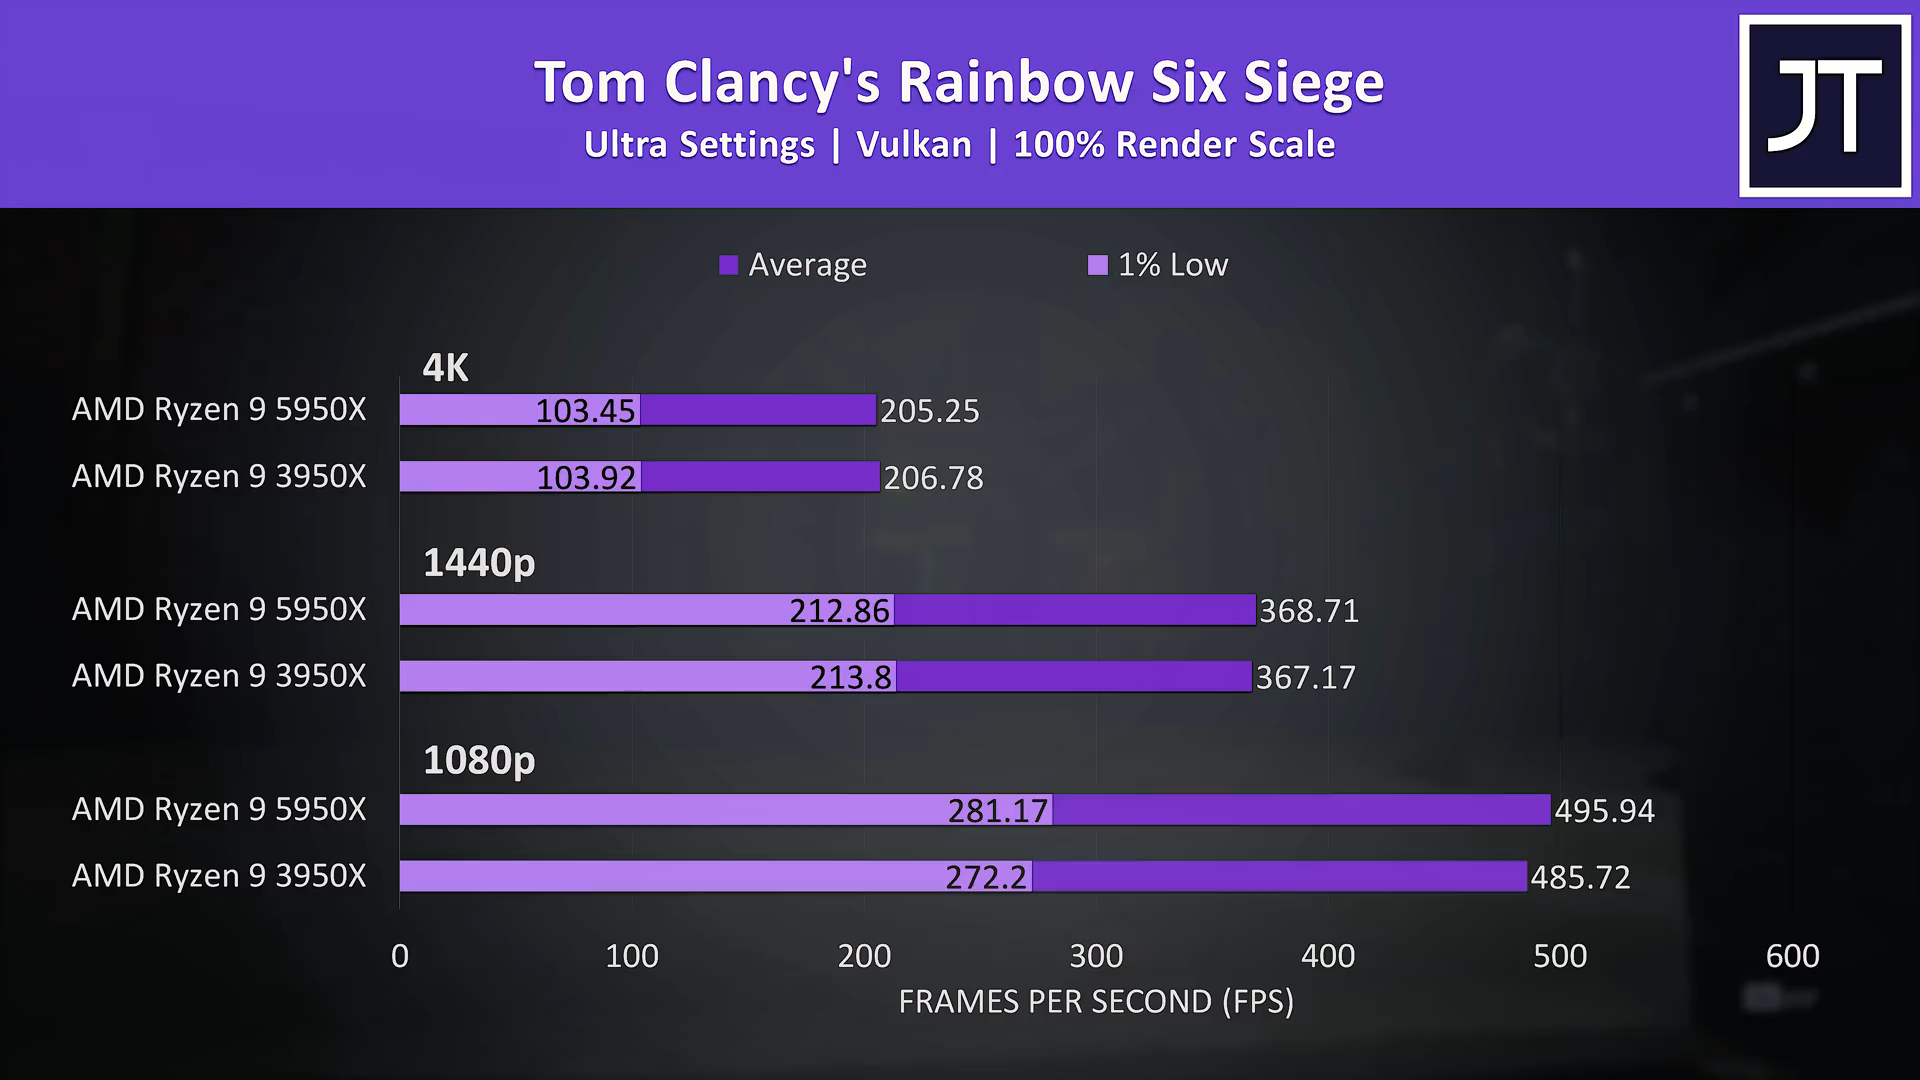 Tom Clancy's Rainbow Six Siege
Ultra Settings | Vulkan | 100% Render Scale
JT
Average
1% Low
4K
AMD Ryzen 9 5950X
103.45
205.25
AMD Ryzen 9 3950X
103.92
206.78
1440p
AMD Ryzen 9 5950X
212.86
368.71
AMD Ryzen 9 3950X
213.8
367.17
1080p
AMD Ryzen 9 5950X
281.17
495.94
AMD Ryzen 9 3950X
272.2
485.72
0 100 200 300 400 500 600
FRAMES PER SECOND (FPS)